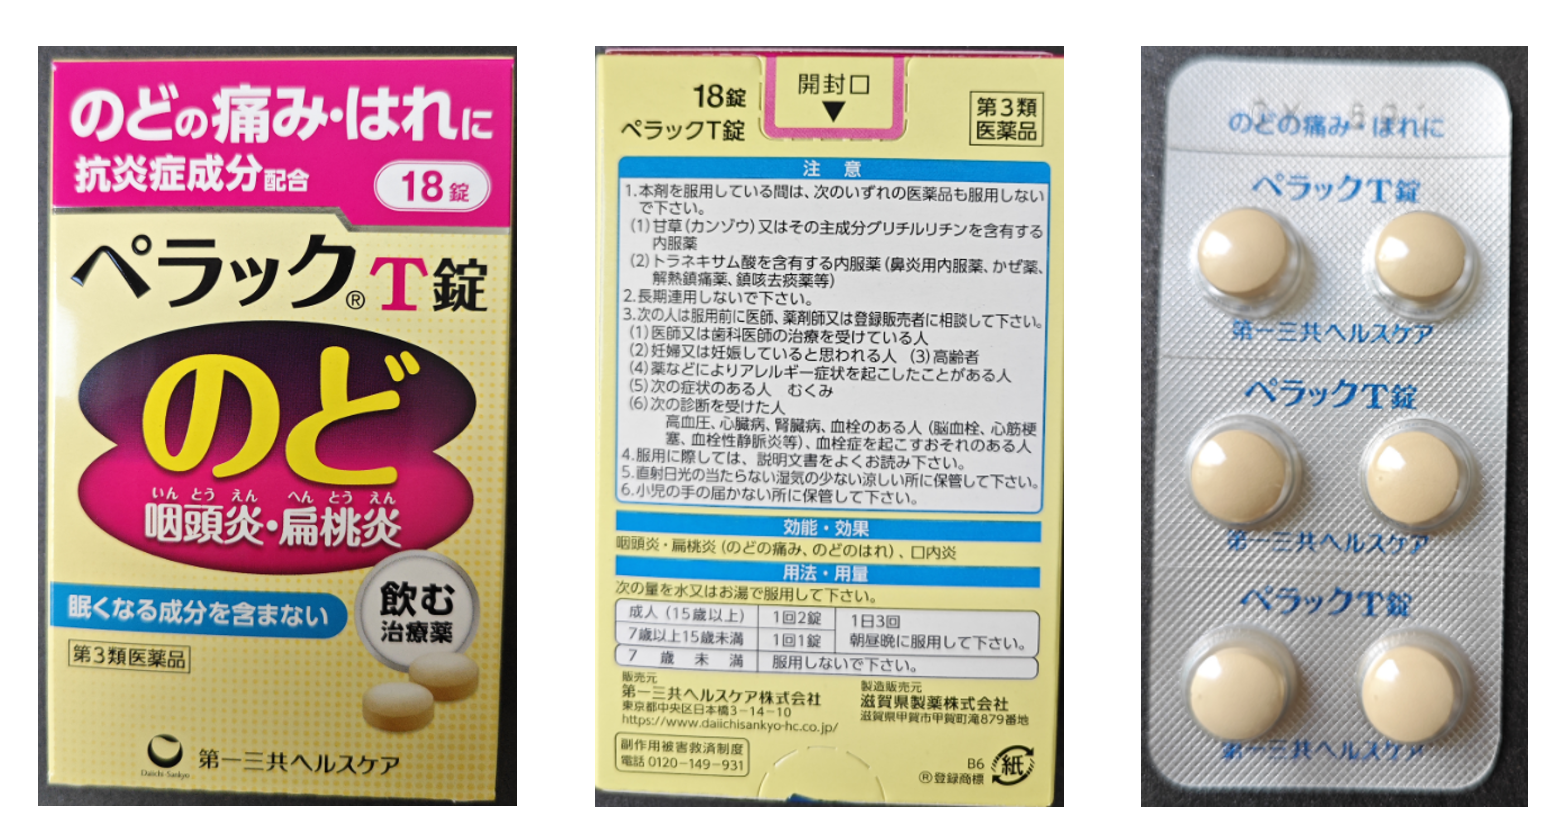 のどの痛み・はれに
抗炎症成分配合
18錠
ペラック®T錠
のど
いんとうえん へんとうえん
咽頭炎・扁桃炎
眠くなる成分を含まない
飲む
治療薬
第3類医薬品
Daiichi-Sankyo
第一三共ヘルスケア
18錠
ペラックT錠
開封口
▼
第3類
医薬品
注 意
1.本剤を服用している間は、次のいずれの医薬品も服用しない
で下さい。
(1)甘草(カンゾウ)又はその主成分グリチルリチンを含有する
内服薬
(2)トラネキサム酸を含有する内服薬(鼻炎用内服薬、かぜ薬、
解熱鎮痛薬、鎮咳去痰薬等)
2.長期連用しないで下さい。
3.次の人は服用前に医師、薬剤師又は登録販売者に相談して下さい。
(1)医師又は歯科医師の治療を受けている人
(2)妊婦又は妊娠していると思われる人 (3)高齢者
(4)薬などによりアレルギー症状を起こしたことがある人
(5)次の症状のある人 むくみ
(6)次の診断を受けた人
高血圧、心臓病、腎臓病、血栓のある人(脳血栓、心筋梗
塞、血栓性静脈炎等)、血栓症を起こすおそれのある人
4.服用に際しては、説明文書をよくお読み下さい。
5.直射日光の当たらない湿気の少ない涼しい所に保管して下さい。
6.小児の手の届かない所に保管して下さい。
効能・効果
咽頭炎・扁桃炎(のどの痛み、のどのはれ)、口内炎
用法・用量
次の量を水又はお湯で服用して下さい。
成人(15歳以上) 1回2錠 1日3回
7歳以上15歳未満 1回1錠 朝昼晩に服用して下さい。
7歳未満 服用しないで下さい。
販売元
第一三共ヘルスケア株式会社
東京都中央区日本橋3-14-10
https://www.daiichisankyo-hc.co.jp/
製造販売元
滋賀県製薬株式会社
滋賀県甲賀市甲賀町滝879番地
副作用被害救済制度
電話 0120-149-931
B6
®登録商標
紙
のどの痛み・はれに
ペラックT錠
第一三共ヘルスケア
ペラックT錠
第一三共ヘルスケア
ペラックT錠
第一三共ヘルスケア